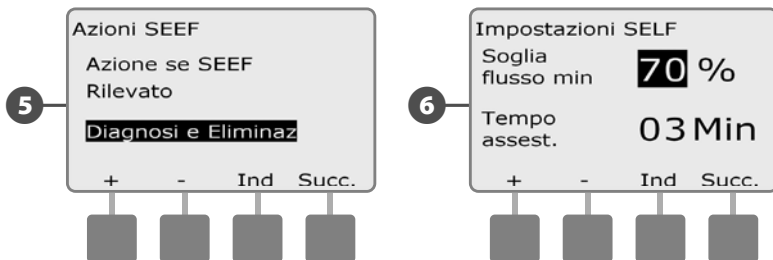 Azioni SEEF
Azione se SEEF
Rilevato
Diagnosi e Eliminaz
+ - Ind Succ.
5
Impostazioni SELF
Soglia
flusso min
70 %
Tempo
assest.
03 Min
+ - Ind Succ.
6